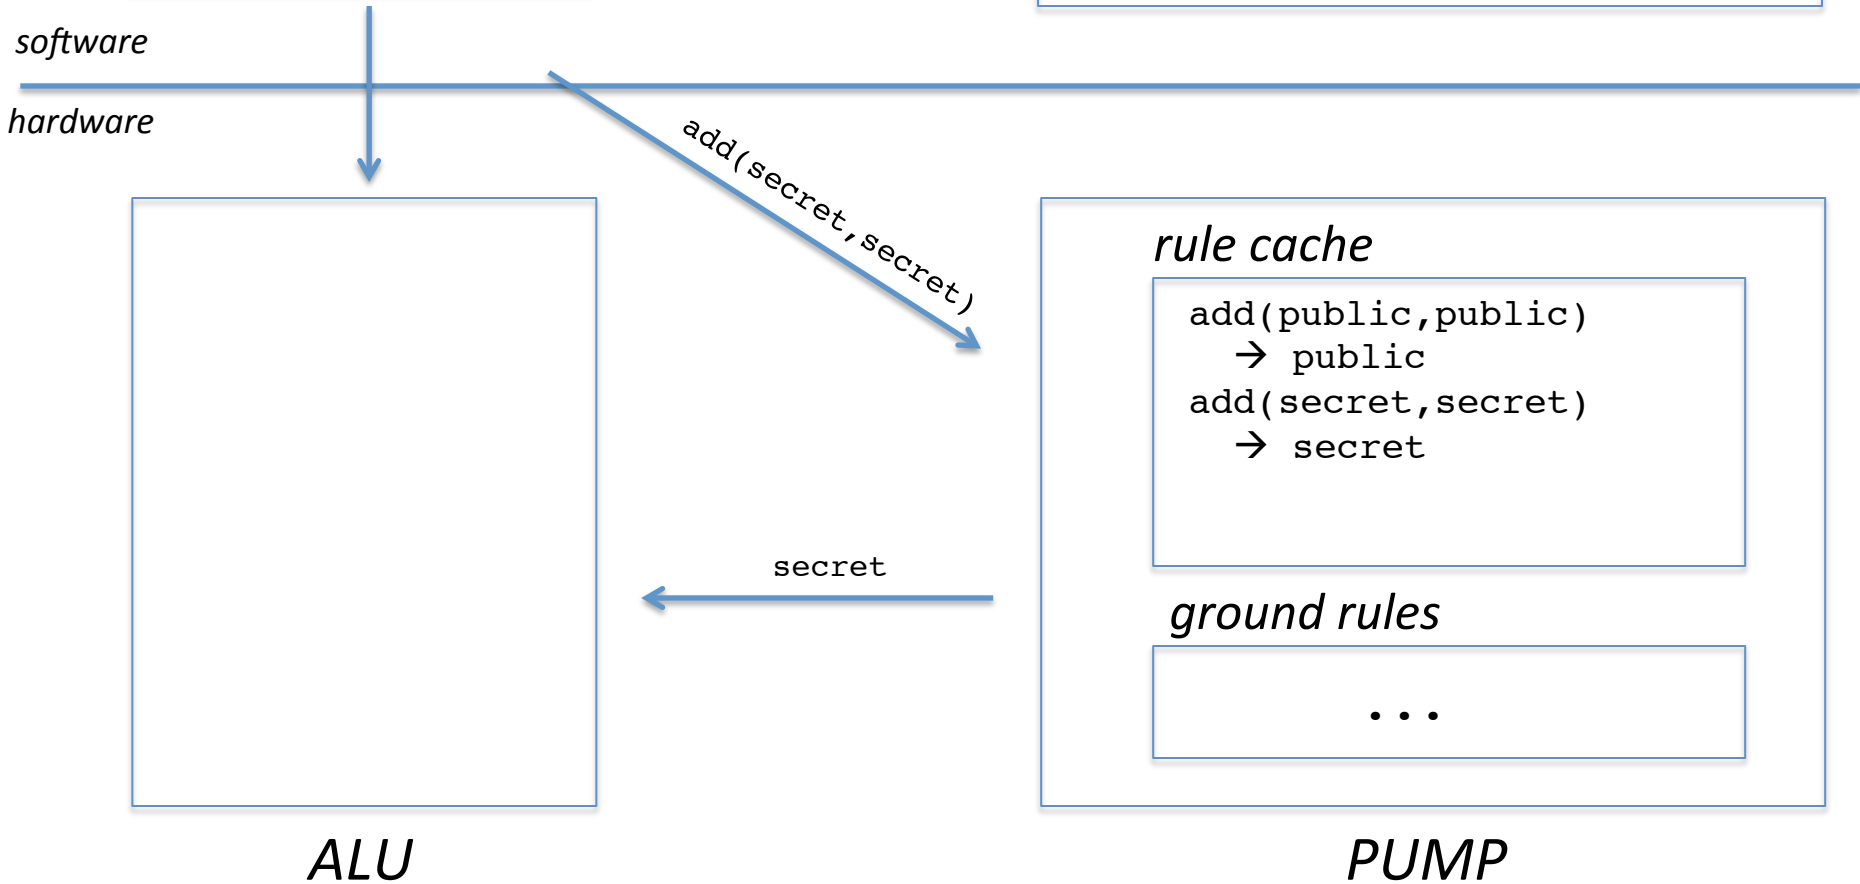 software
hardware
add(secret,secret)
rule cache
add(public,public)
→ public
add(secret,secret)
→ secret
secret
ground rules
...
ALU
PUMP